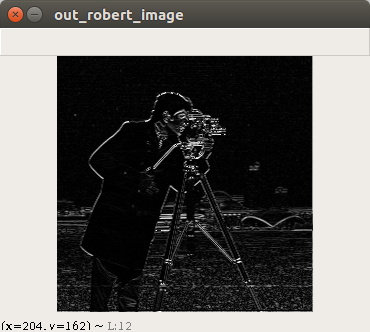 out_robert_image
(x=204, y=162) ~ L:12